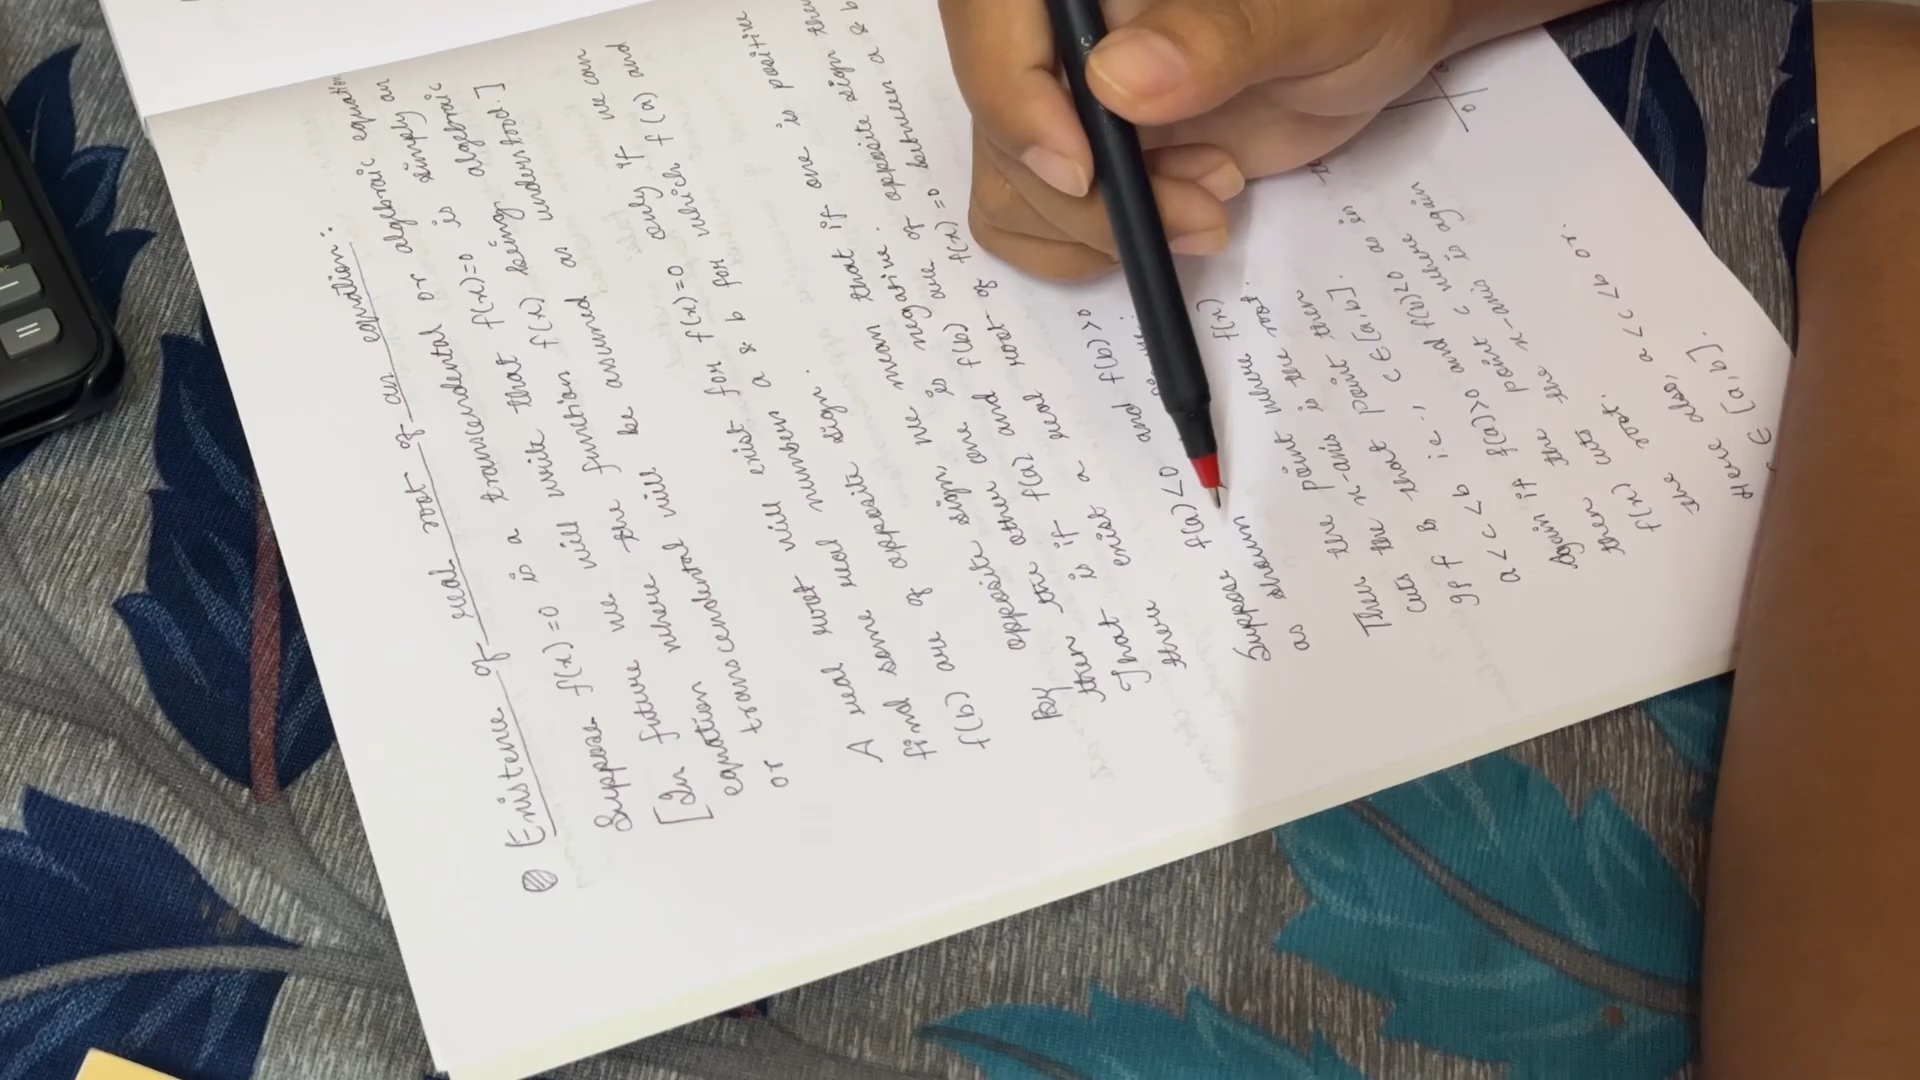 Existence of real root of an equation:
Suppose f(x)=0 is a transcendental or algebraic equation
[In future we will write that f(x)=0 is simply an
equation where the function f(x) being algebraic
or transcendental will be assumed as understood.]
A real root will exist for f(x)=0 only if we can
find some real numbers a & b for which f(a) and
f(b) are of opposite sign.
By opposite sign we mean that if one is positive
then the other one is negative.
That is if f(a) and f(b) are of opposite sign then
there exist a real root of f(x)=0 between a & b
Suppose f(a)<0 and f(b)>0
as shown
Then the point where f(x)
cuts the x-axis is the root.
If f & that point is then
a<c<b i.e., c∈[a,b].
Again if f(a)>0 and f(b)<0 as in
then the point c where
f(x) cuts the x-axis is again
the root.
Here also, a<c<b or.
∈ [a,b].
=